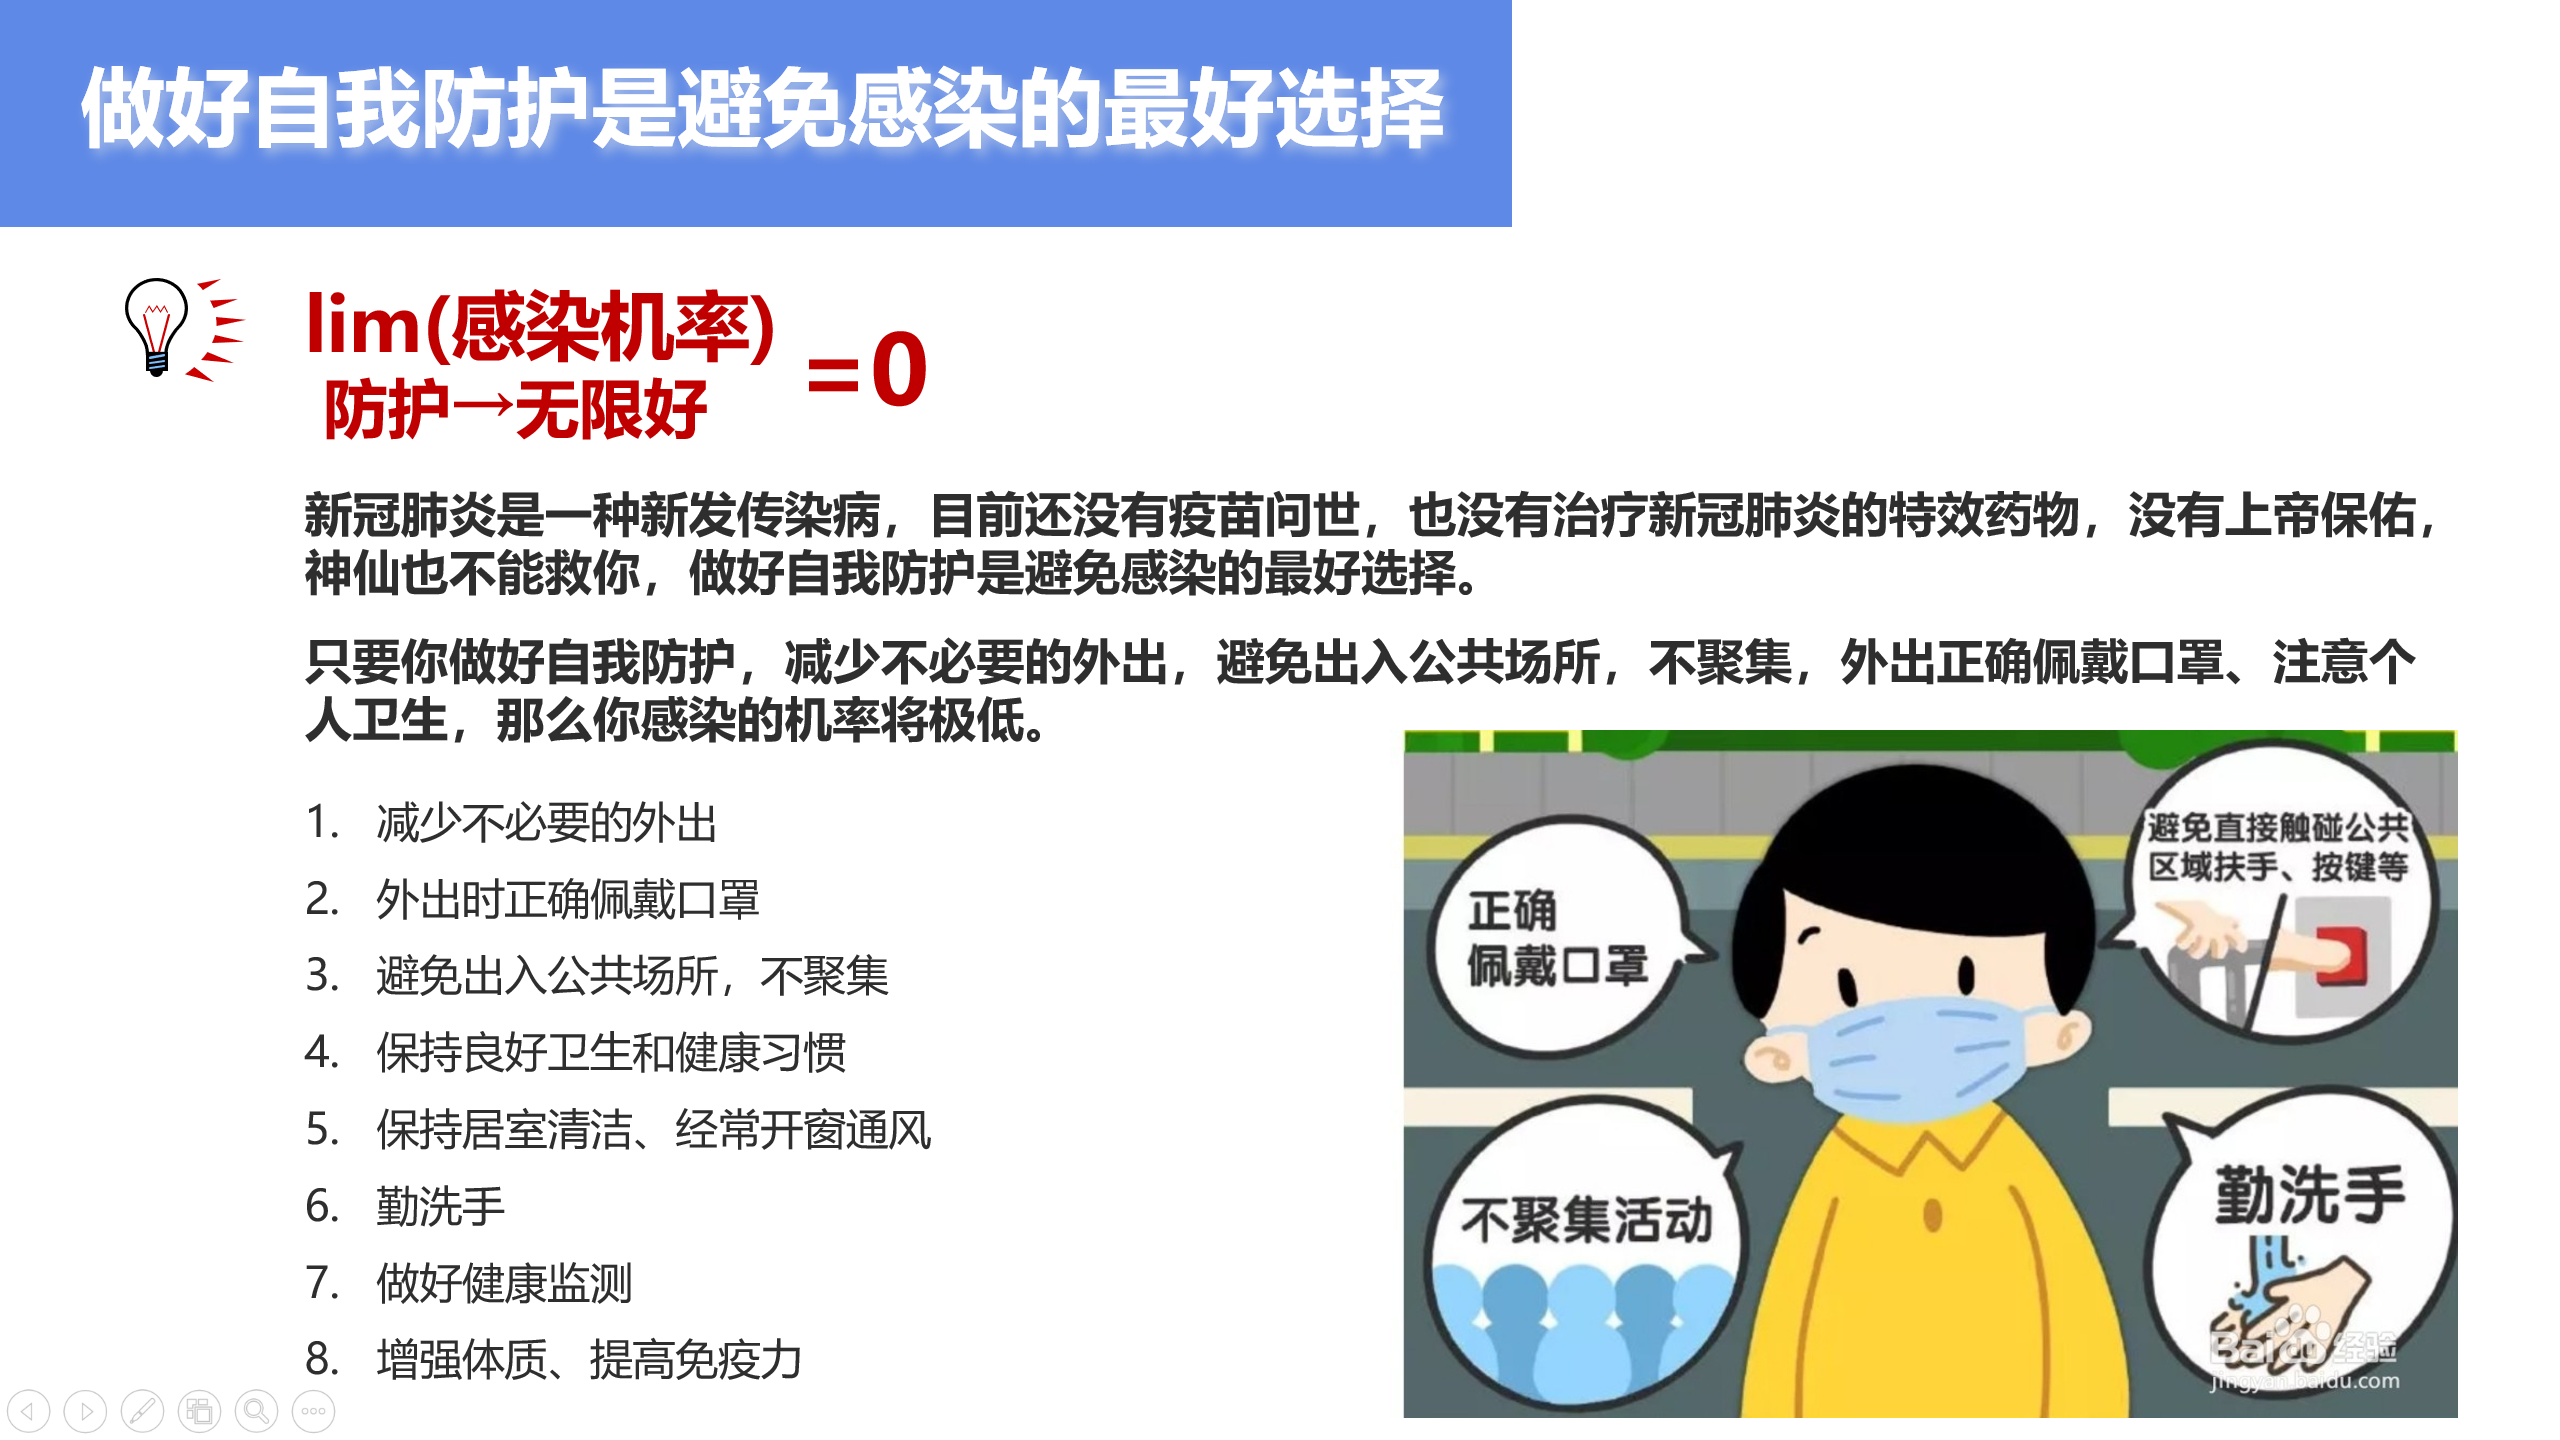 做好自我防护是避免感染的最好选择
lim(感染机率)
=0
防护→无限好
新冠肺炎是一种新发传染病，目前还没有疫苗问世，也没有治疗新冠肺炎的特效药物，没有上帝保佑，
神仙也不能救你，做好自我防护是避免感染的最好选择。
只要你做好自我防护，减少不必要的外出，避免出入公共场所，不聚集，外出正确佩戴口罩、注意个
人卫生，那么你感染的机率将极低。
1. 减少不必要的外出
2. 外出时正确佩戴口罩
3. 避免出入公共场所，不聚集
4. 保持良好卫生和健康习惯
5. 保持居室清洁、经常开窗通风
6. 勤洗手
7. 做好健康监测
8. 增强体质、提高免疫力
正确
佩戴口罩
避免直接触碰公共
区域扶手、按键等
不聚集活动
勤洗手
Baidu经验
jingyan.baidu.com